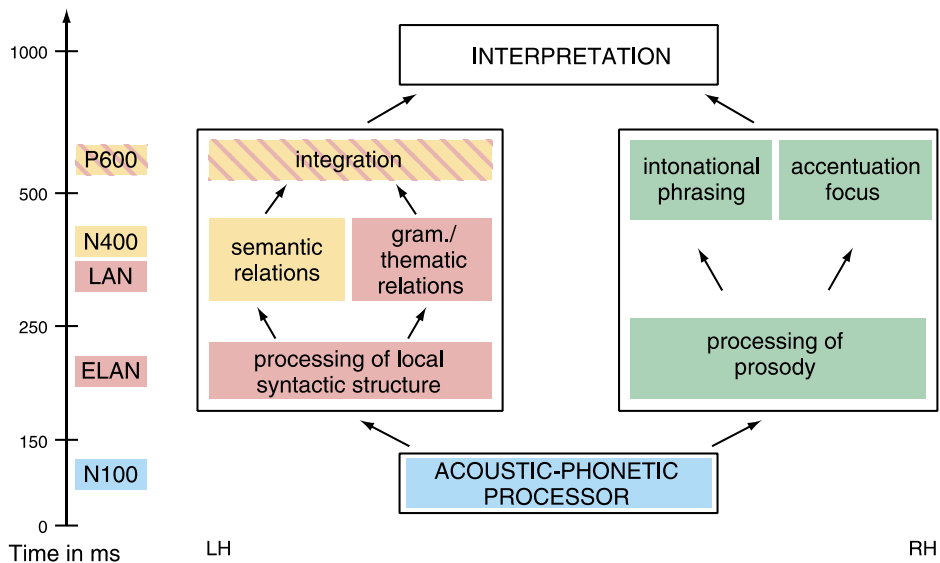 1000
INTERPRETATION
P600
integration
intonational
phrasing
accentuation
focus
500
N400
semantic
relations
gram./
thematic
relations
LAN
250
ELAN
processing of local
syntactic structure
processing of
prosody
150
N100
ACOUSTIC-PHONETIC
PROCESSOR
0
Time in ms
LH
RH